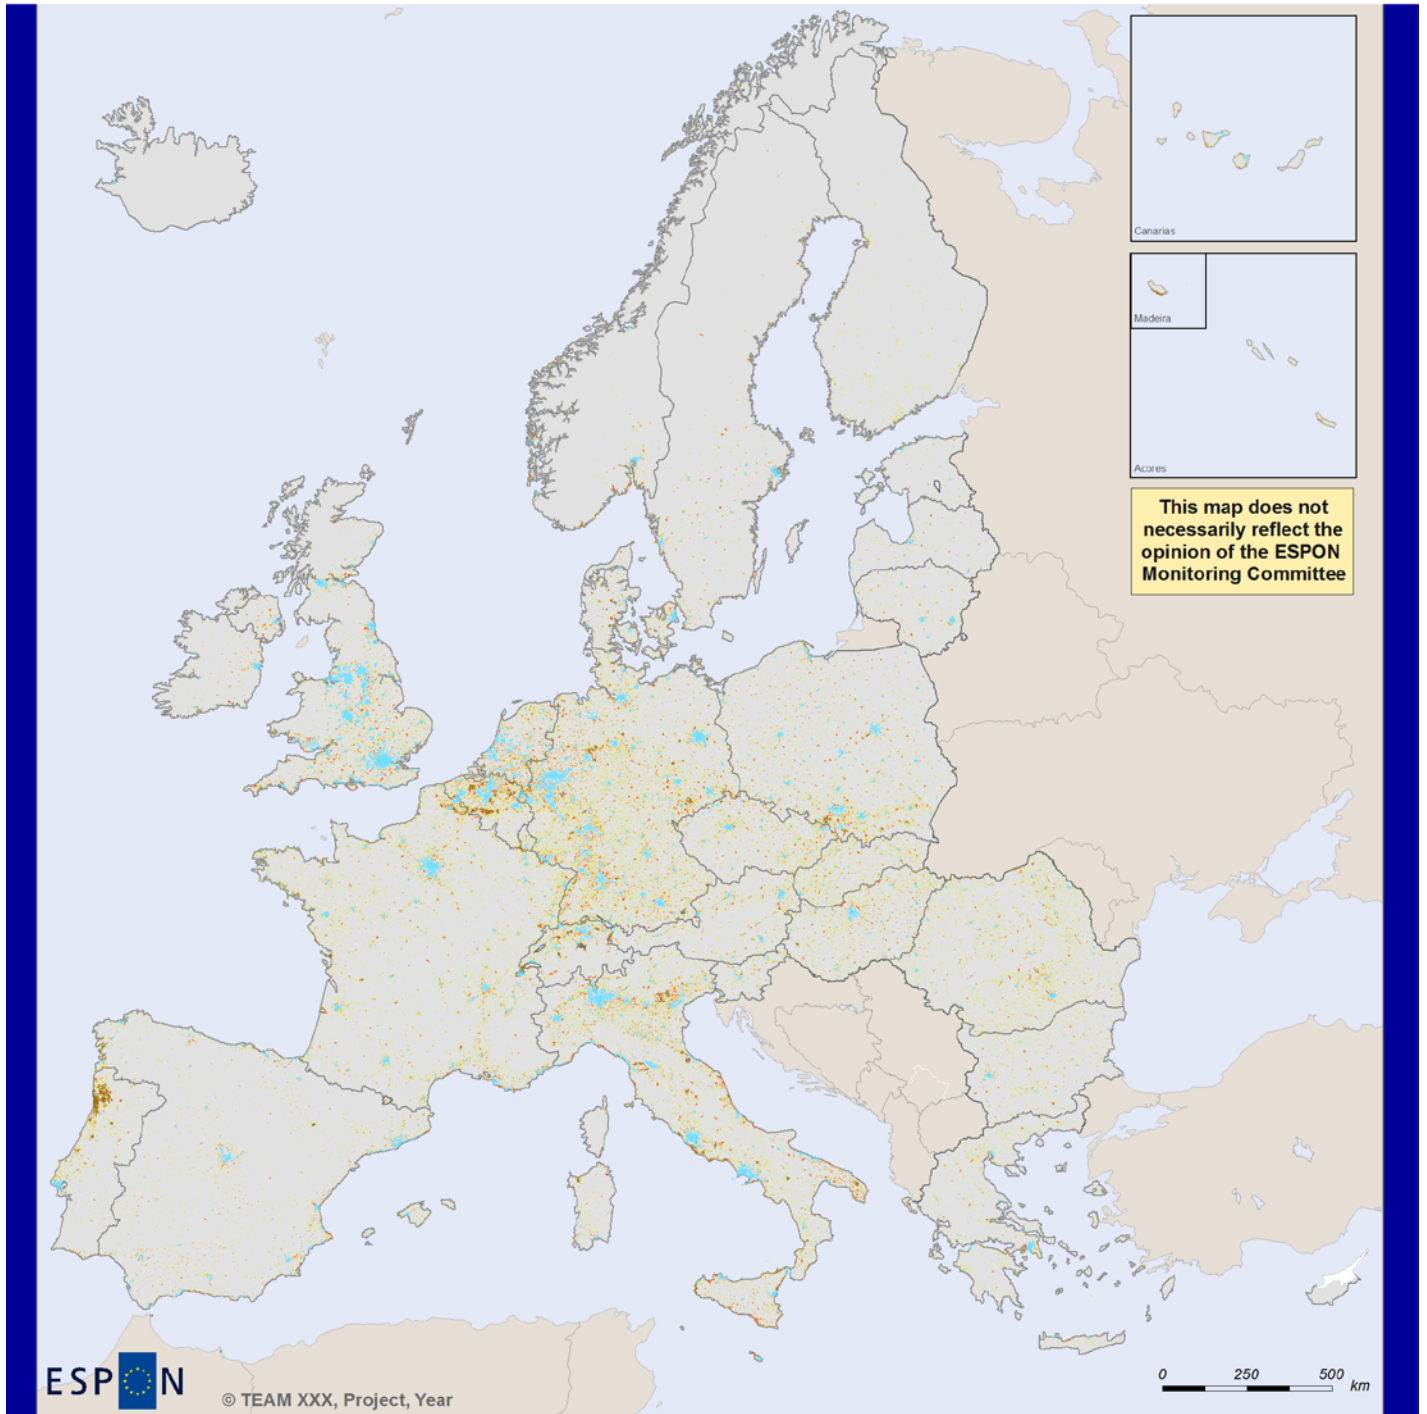 Canarias
Madeira
Acores
This map does not
necessarily reflect the
opinion of the ESPON
Monitoring Committee
ESPON
© TEAM XXX, Project, Year
0 250 500 km